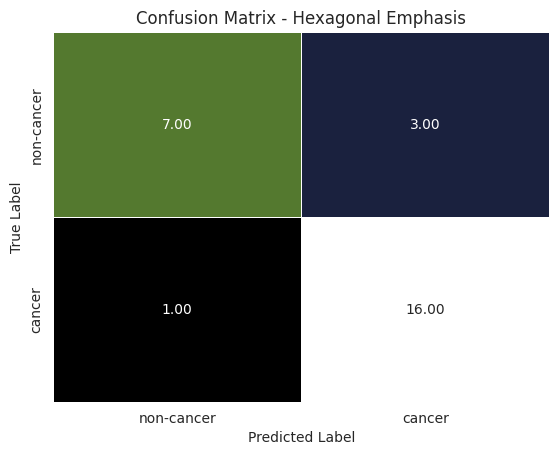 Confusion Matrix - Hexagonal Emphasis
True Label
non-cancer
7.00
3.00
cancer
1.00
16.00
non-cancer
cancer
Predicted Label